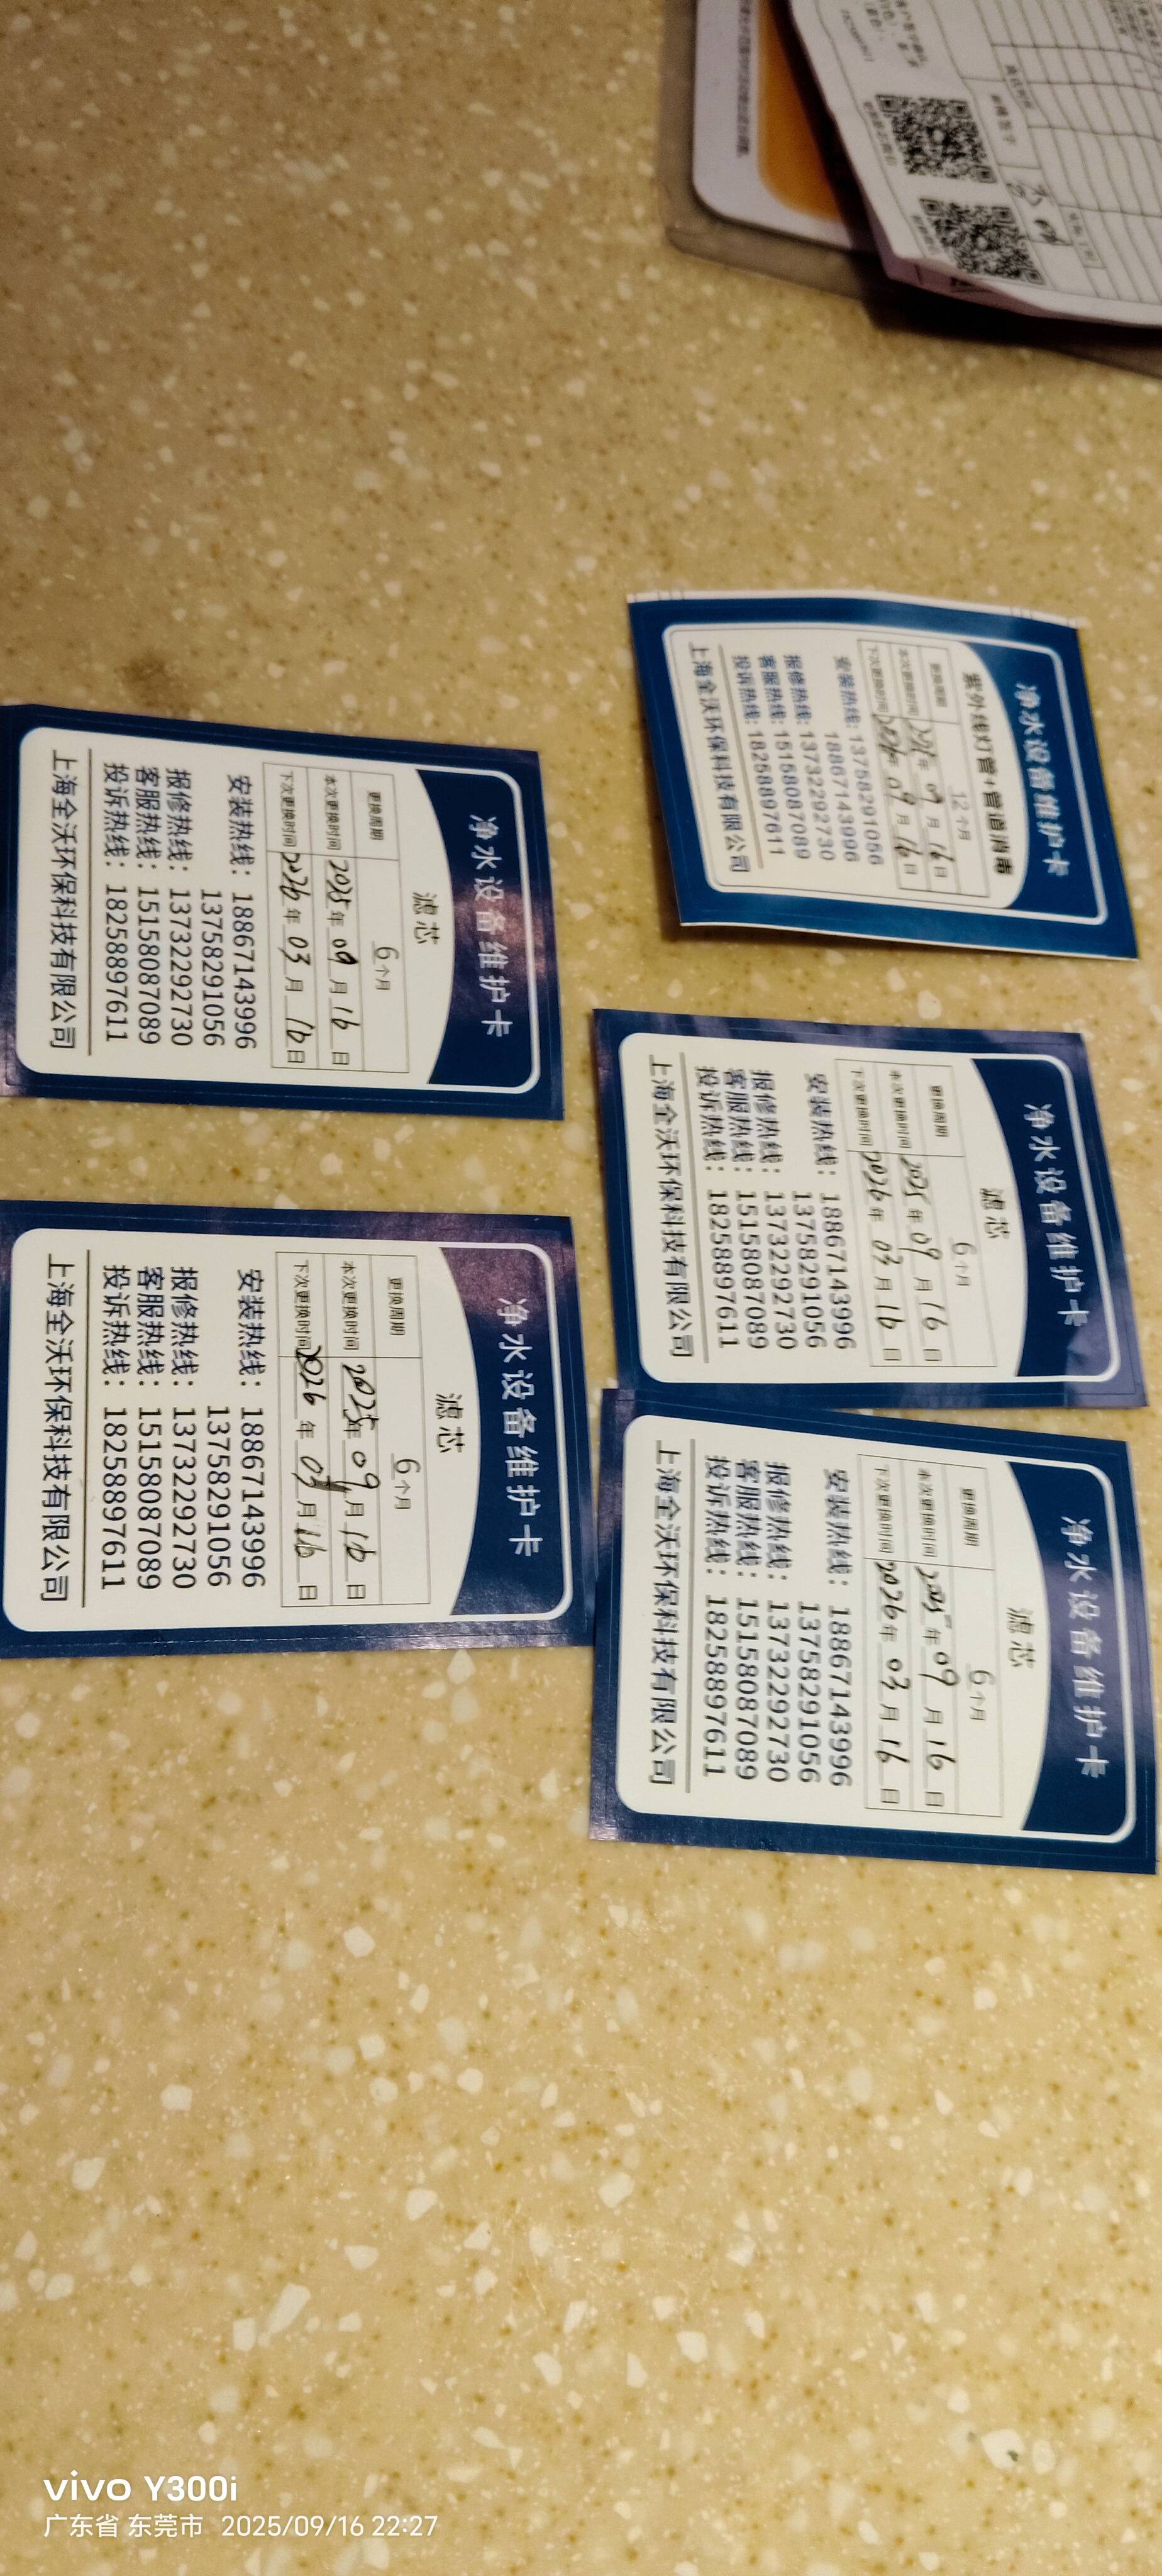 净水设备维护卡
紫外线灯管+管道消毒
更换周期 12个月
本次更换时间 年 09月16日
下次更换时间 2026年09月16日
安装热线：13758291056
18867143996
报修热线：13732292730
客服热线：15158087089
投诉热线：18258897611
上海全沃环保科技有限公司
净水设备维护卡
滤芯
更换周期 6个月
本次更换时间 2025年09月16日
下次更换时间 2026年03月16日
安装热线：18867143996
13758291056
报修热线：13732292730
客服热线：15158087089
投诉热线：18258897611
上海全沃环保科技有限公司
净水设备维护卡
滤芯
更换周期 6个月
本次更换时间 2025年09月16日
下次更换时间 2026年03月16日
安装热线：18867143996
13758291056
报修热线：13732292730
客服热线：15158087089
投诉热线：18258897611
上海全沃环保科技有限公司
净水设备维护卡
滤芯
更换周期 6个月
本次更换时间 2025年09月16日
下次更换时间 2026年03月16日
安装热线：18867143996
13758291056
报修热线：13732292730
客服热线：15158087089
投诉热线：18258897611
上海全沃环保科技有限公司
净水设备维护卡
滤芯
更换周期 6个月
本次更换时间 2025年09月16日
下次更换时间 2026年03月16日
安装热线：18867143996
13758291056
报修热线：13732292730
客服热线：15158087089
投诉热线：18258897611
上海全沃环保科技有限公司
vivo Y300i
广东省 东莞市 2025/09/16 22:27